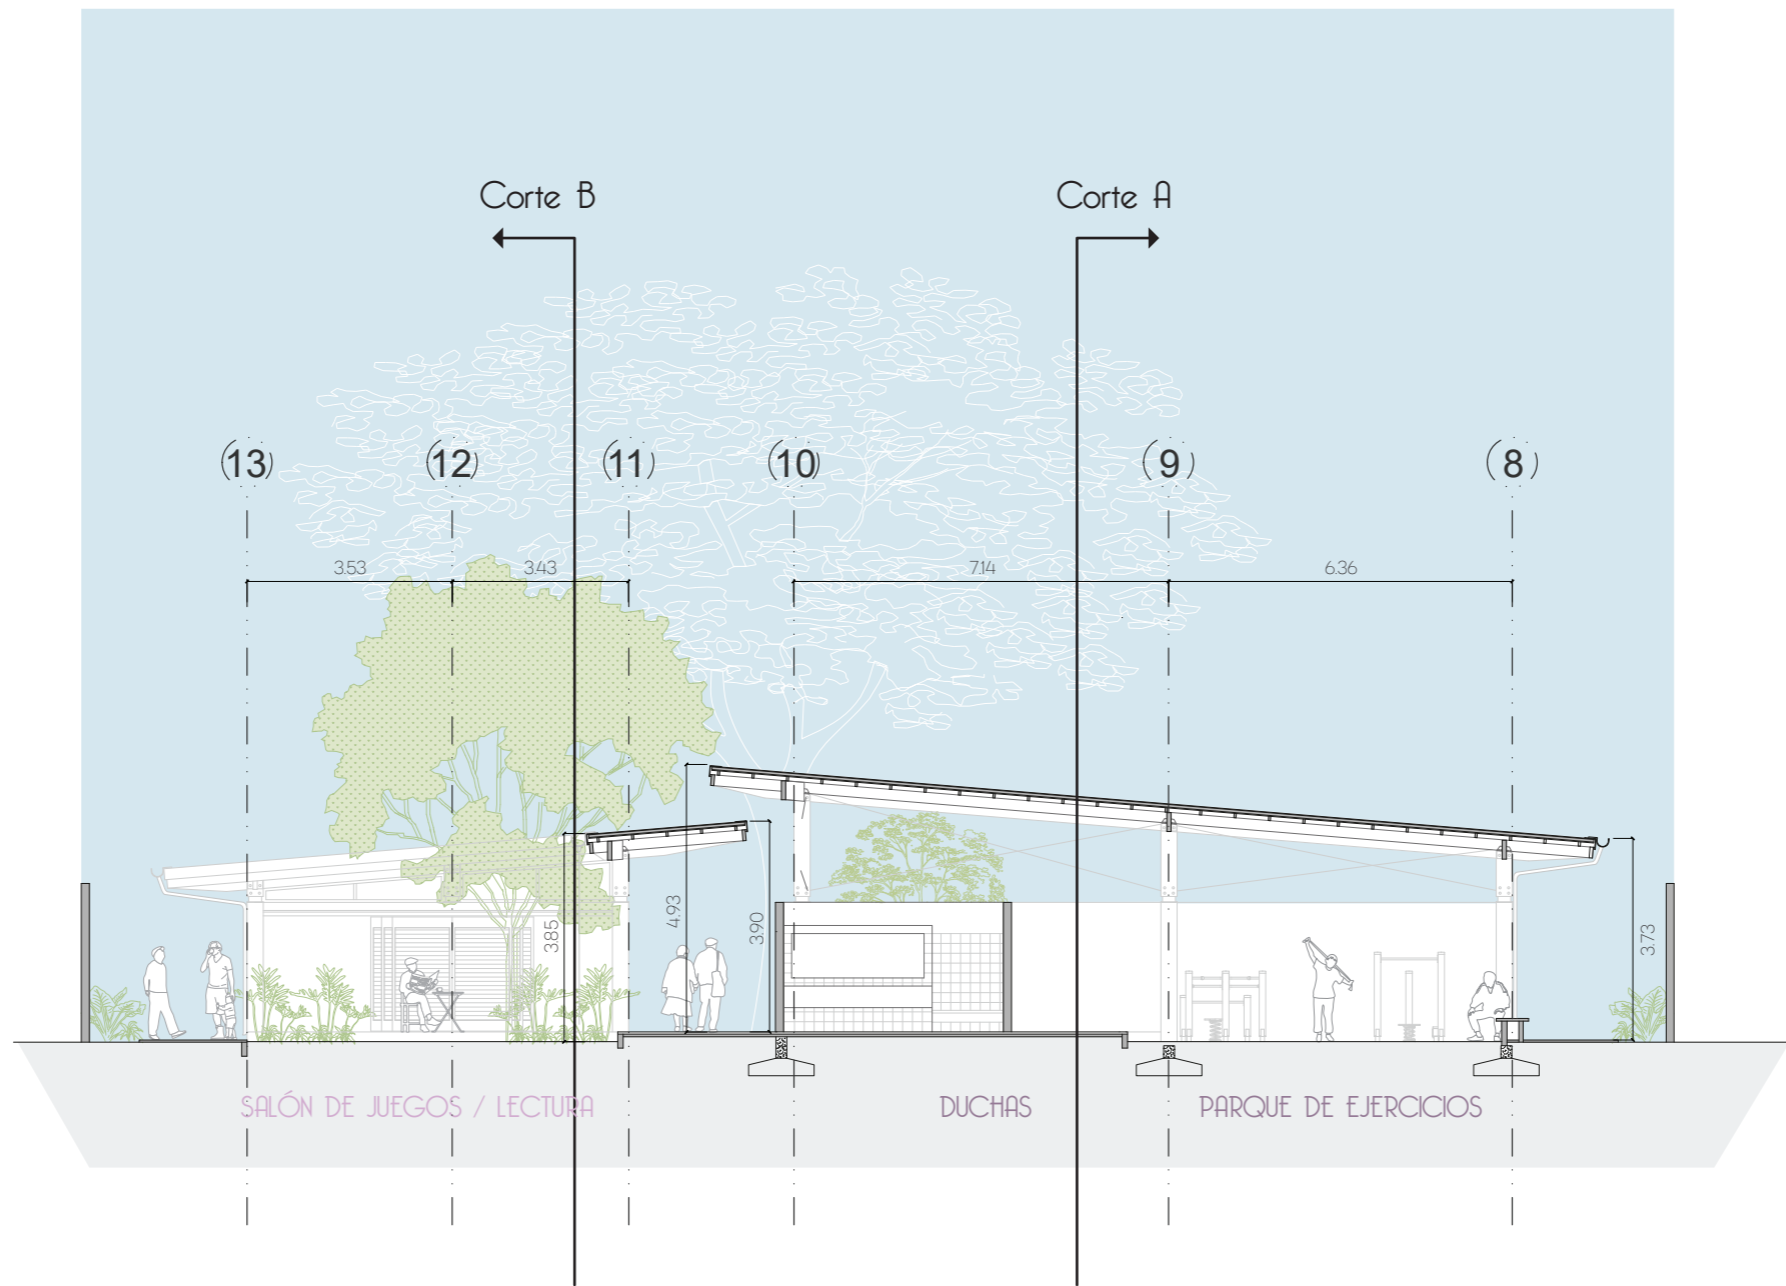 Corte B
Corte A
13
12
11
10
9
8
3.53
3.43
7.14
6.36
3.85
4.93
3.90
3.73
SALÓN DE JUEGOS / LECTURA
DUCHAS
PARQUE DE EJERCICIOS